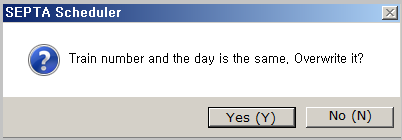 SEPTA Scheduler
Train number and the day is the same, Overwrite it?
Yes (Y)
No (N)